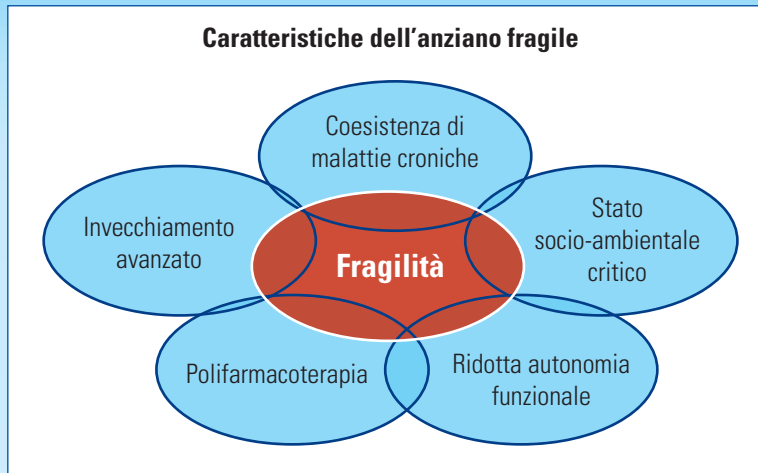 Caratteristiche dell'anziano fragile
Coesistenza di
malattie croniche
Invecchiamento
avanzato
Stato
socio-ambientale
critico
Fragilità
Polifarmacoterapia
Ridotta autonomia
funzionale